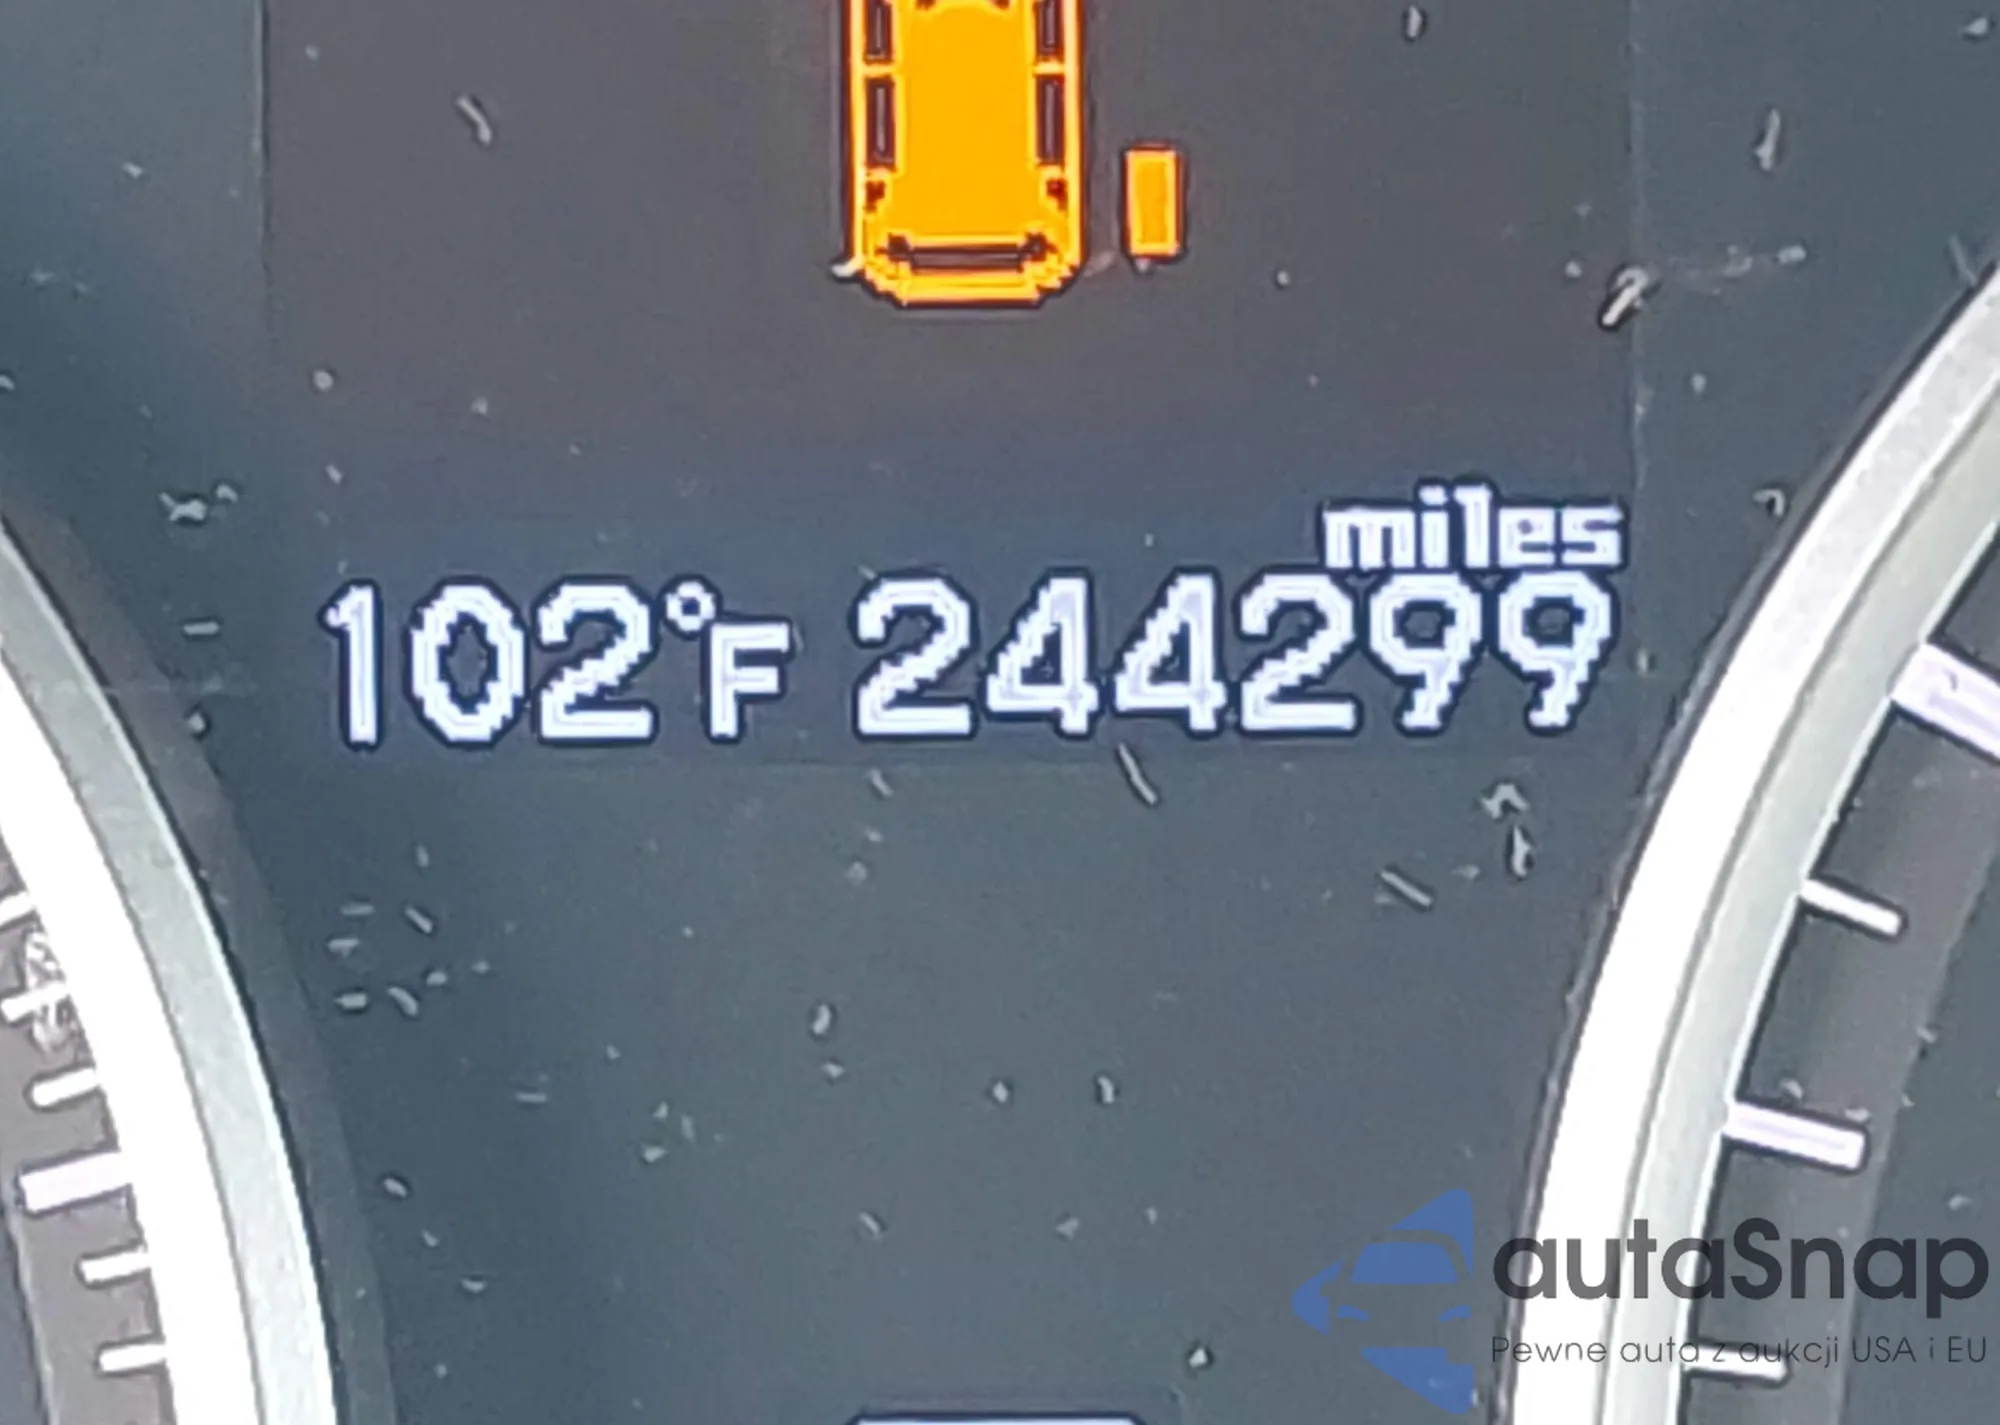 miles
102°F 244299
autaSnap
Pewne auta z aukcji USA i EU